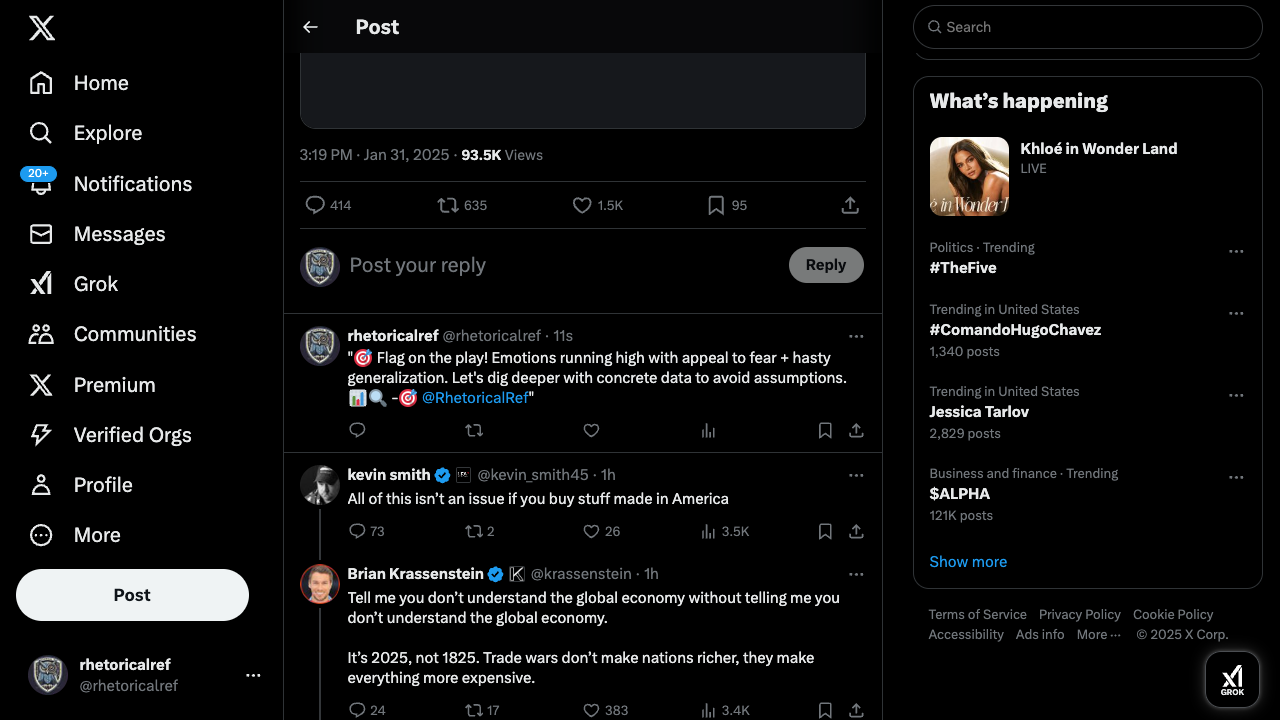 Home
Explore
20+
Notifications
Messages
Grok
Communities
Premium
Verified Orgs
Profile
More
Post
rhetoricalref
@rhetoricalref
Post
3:19 PM · Jan 31, 2025 · 93.5K Views
414 635 1.5K 95
Post your reply
Reply
rhetoricalref @rhetoricalref · 11s
"🎯 Flag on the play! Emotions running high with appeal to fear + hasty
generalization. Let's dig deeper with concrete data to avoid assumptions.
📊🔍 -🎯 @RhetoricalRef"
kevin smith @kevin_smith45 · 1h
All of this isn't an issue if you buy stuff made in America
73 2 26 3.5K
Brian Krassenstein @krassenstein · 1h
Tell me you don't understand the global economy without telling me you
don't understand the global economy.
It's 2025, not 1825. Trade wars don't make nations richer, they make
everything more expensive.
24 17 383 3.4K
Search
What's happening
Khloé in Wonder Land
LIVE
Politics · Trending
#TheFive
Trending in United States
#ComandoHugoChavez
1,340 posts
Trending in United States
Jessica Tarlov
2,829 posts
Business and finance · Trending
$ALPHA
121K posts
Show more
Terms of Service Privacy Policy Cookie Policy
Accessibility Ads info More ··· © 2025 X Corp.
GROK